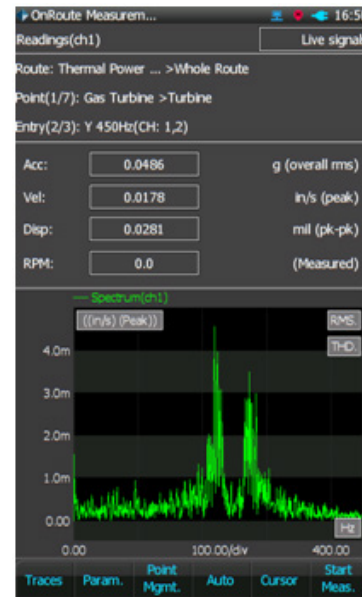 OnRoute Measurem... 16:5
Readings(ch1) Live signal
Route: Thermal Power ... >Whole Route
Point(1/7): Gas Turbine >Turbine
Entry(2/3): Y 450Hz(CH: 1,2)
Acc: 0.0486 g (overall rms)
Vel: 0.0178 in/s (peak)
Disp: 0.0281 mil (pk-pk)
RPM: 0.0 (Measured)
Spectrum(ch1)
((in/s) (Peak)) RMS.
THD.
4.0m
3.0m
2.0m
1.0m
0.00
Hz
0.00 100.00/div 400.00
Traces Param. Point Mgmt. Auto Cursor Start Meas.